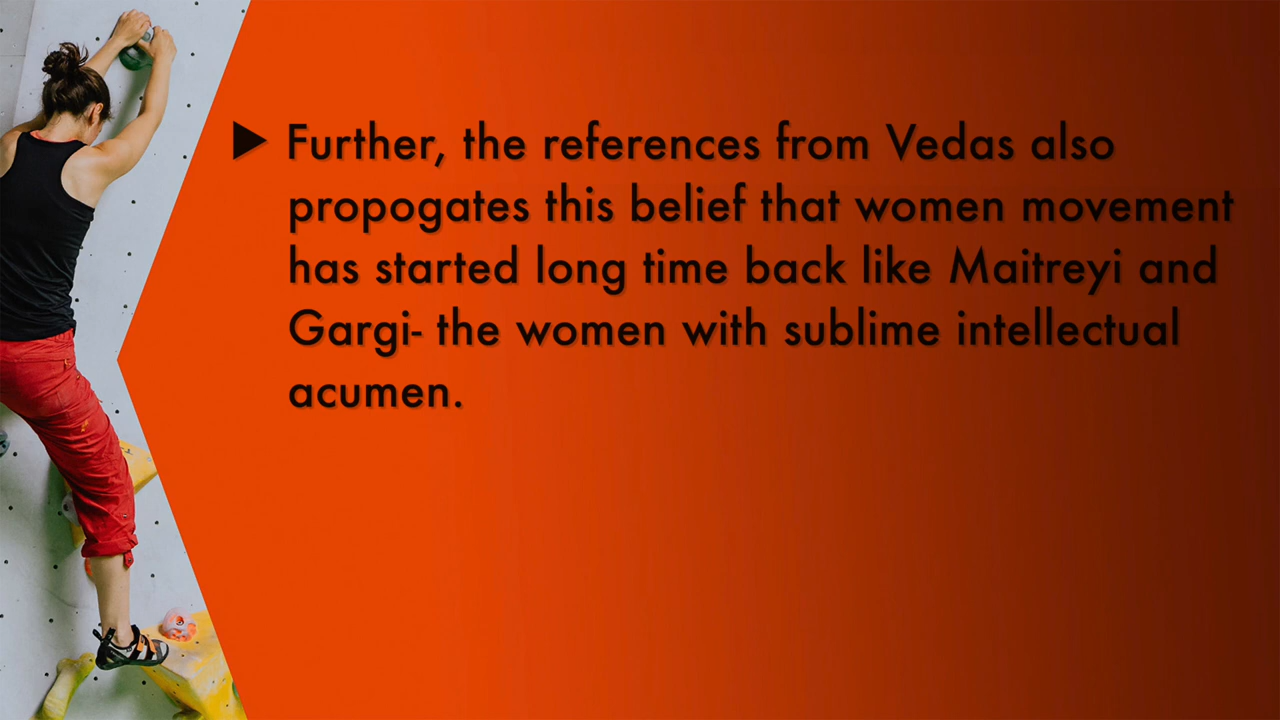 Further, the references from Vedas also
propogates this belief that women movement
has started long time back like Maitreyi and
Gargi- the women with sublime intellectual
acumen.